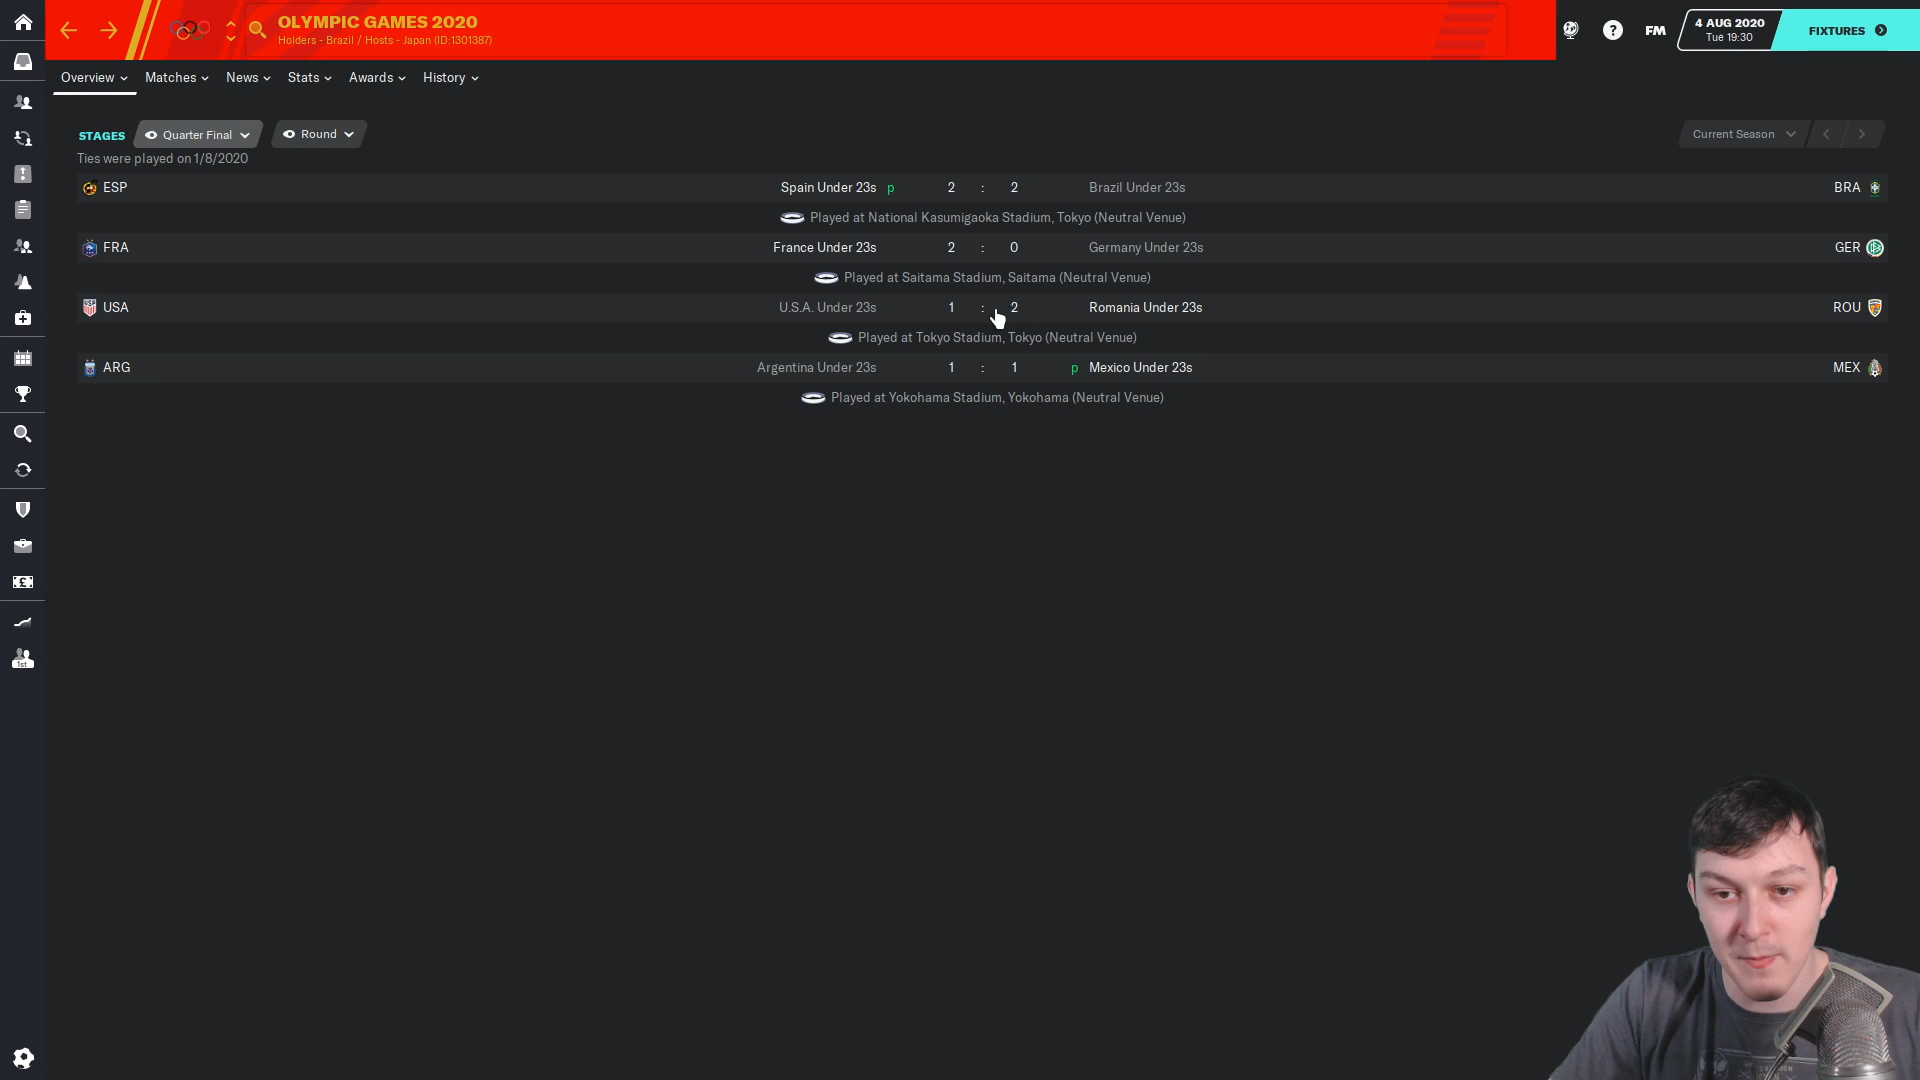 OLYMPIC GAMES 2020
Holders - Brazil / Hosts - Japan (ID:1301387)
FM
4 AUG 2020
Tue 19:30
FIXTURES
Overview
Matches
News
Stats
Awards
History
STAGES
Quarter Final
Round
Current Season
Ties were played on 1/8/2020
ESP Spain Under 23s p 2 : 2 Brazil Under 23s BRA
Played at National Kasumigaoka Stadium, Tokyo (Neutral Venue)
FRA France Under 23s 2 : 0 Germany Under 23s GER
Played at Saitama Stadium, Saitama (Neutral Venue)
USA U.S.A. Under 23s 1 : 2 Romania Under 23s ROU
Played at Tokyo Stadium, Tokyo (Neutral Venue)
ARG Argentina Under 23s 1 : 1 p Mexico Under 23s MEX
Played at Yokohama Stadium, Yokohama (Neutral Venue)
1st